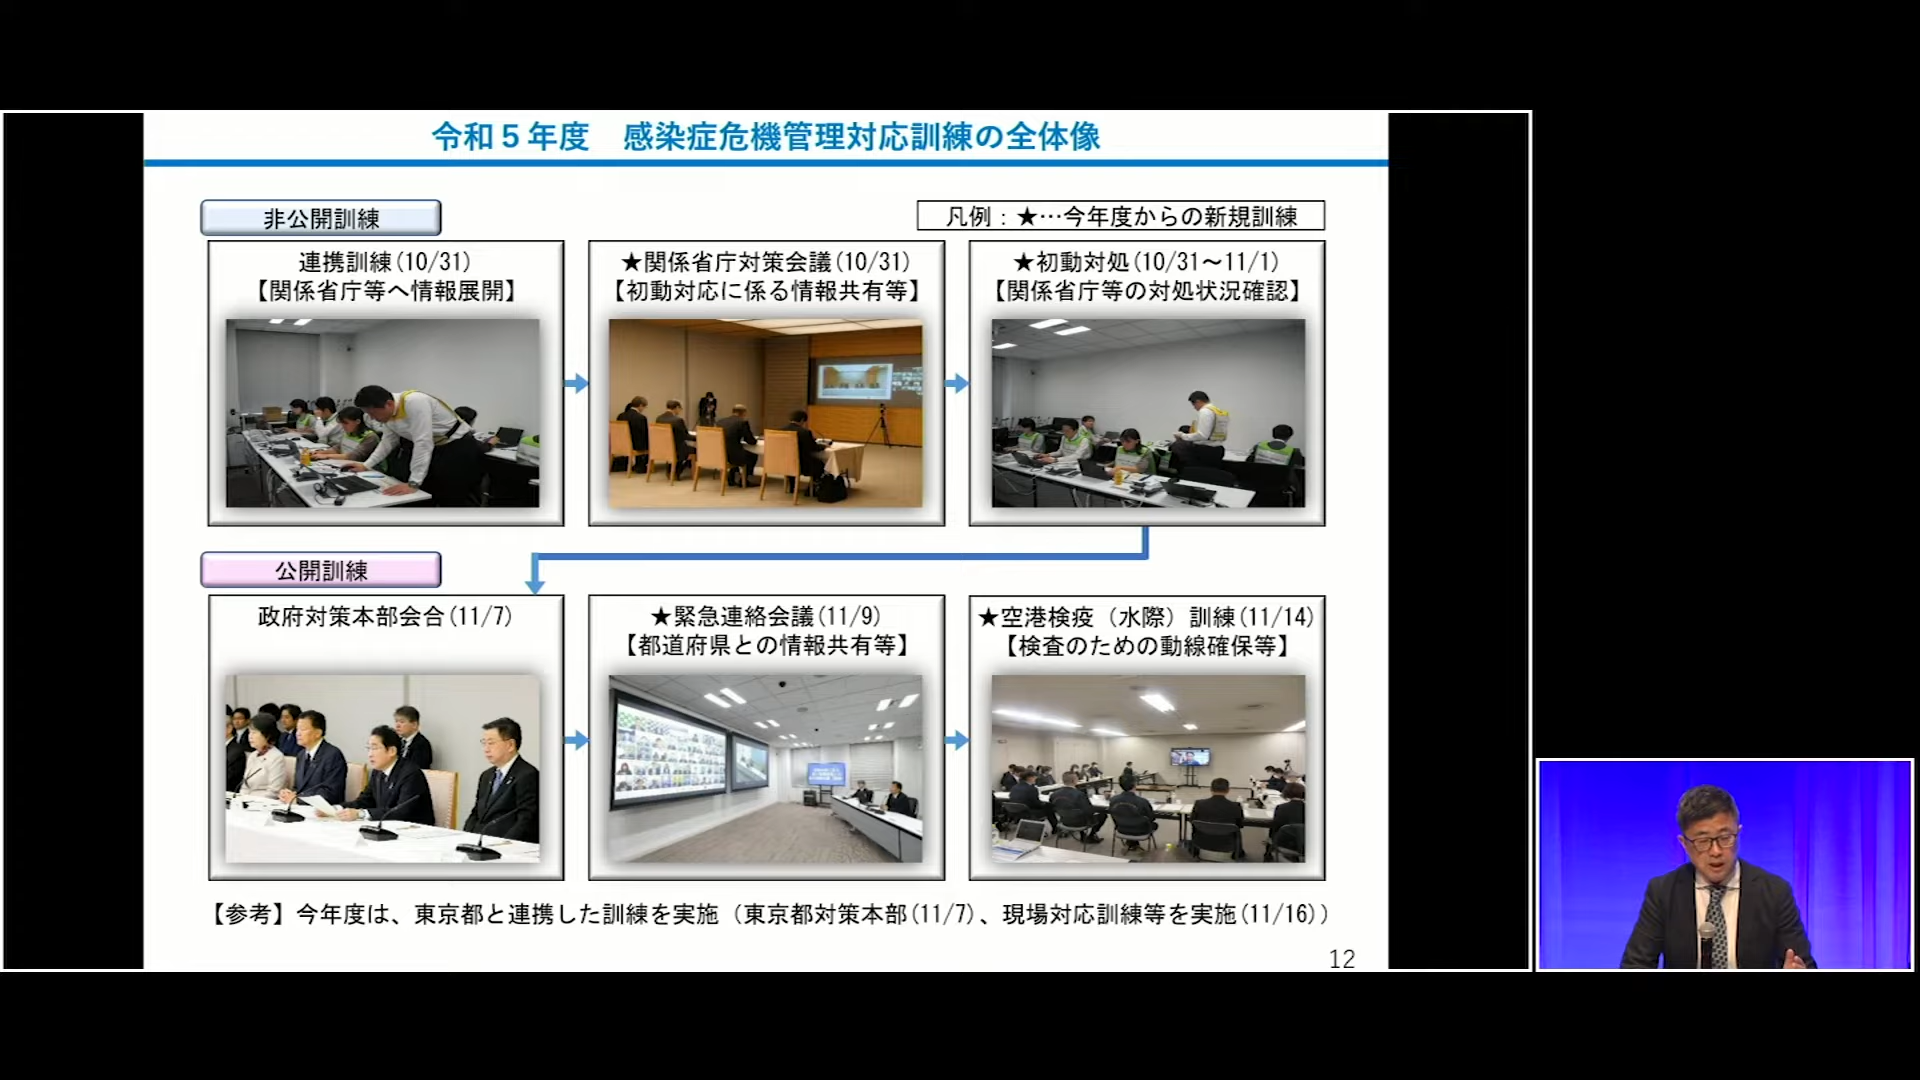 令和５年度　感染症危機管理対応訓練の全体像
非公開訓練
凡例：★…今年度からの新規訓練
連携訓練(10/31)
【関係省庁等へ情報展開】
★関係省庁対策会議(10/31)
【初動対応に係る情報共有等】
★初動対処(10/31～11/1)
【関係省庁等の対処状況確認】
公開訓練
政府対策本部会合(11/7)
★緊急連絡会議(11/9)
【都道府県との情報共有等】
★空港検疫（水際）訓練(11/14)
【検査のための動線確保等】
【参考】今年度は、東京都と連携した訓練を実施（東京都対策本部(11/7)、現場対応訓練等を実施(11/16)）
12